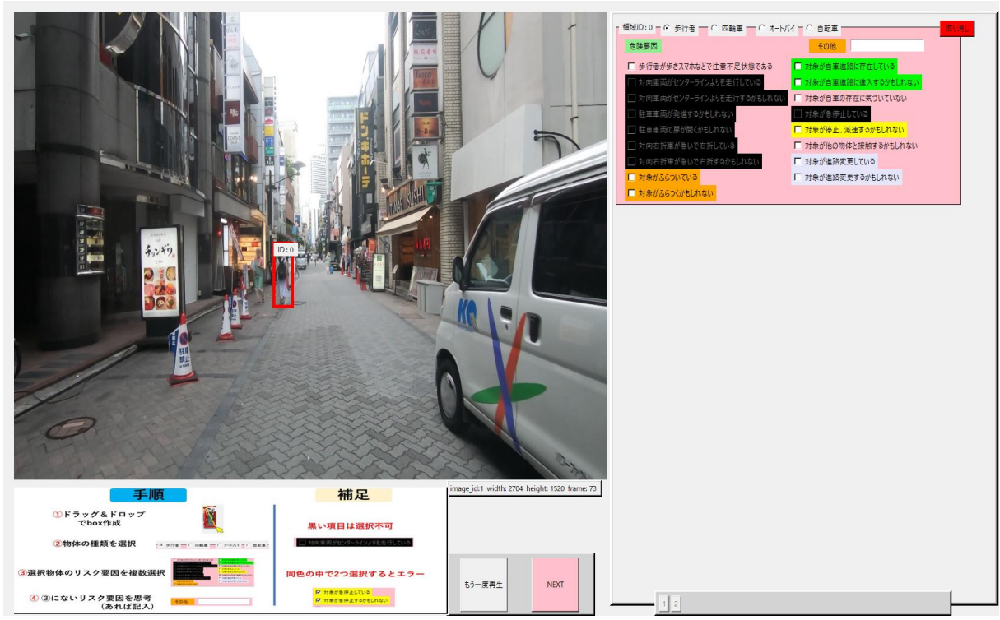 ID:0
チョンギワ
ドン・キホーテ
SUSHI
駐車
禁止
KQ
領域ID:0 歩行者 四輪車 オートバイ 自転車 取り消し
危険要因 その他
歩行者が歩きスマホなどで注意不足状態である
対向車両がセンターラインよりを走行している
対向車両がセンターラインよりを走行するかもしれない
駐車車両が発進するかもしれない
駐車車両の扉が開くかもしれない
対向右折車が急いで右折している
対向右折車が急いで右折するかもしれない
対象がふらついている
対象がふらつくかもしれない
対象が自車進路に存在している
対象が自車進路に進入するかもしれない
対象が自車の存在に気づいていない
対象が急停止している
対象が停止、減速するかもしれない
対象が他の物体と接触するかもしれない
対象が進路変更している
対象が進路変更するかもしれない
image_id:1 width: 2704 height: 1520 frame: 73
手順
①ドラッグ&ドロップ
でbox作成
②物体の種類を選択
歩行者 四輪車 オートバイ 自転車
③選択物体のリスク要因を複数選択
④③にないリスク要因を思考
(あれば記入)
その他
補足
黒い項目は選択不可
対向車両がセンターラインよりを走行している
同色の中で2つ選択するとエラー
対象が急停止している
対象が急停止するかもしれない
もう一度再生
NEXT
1 2